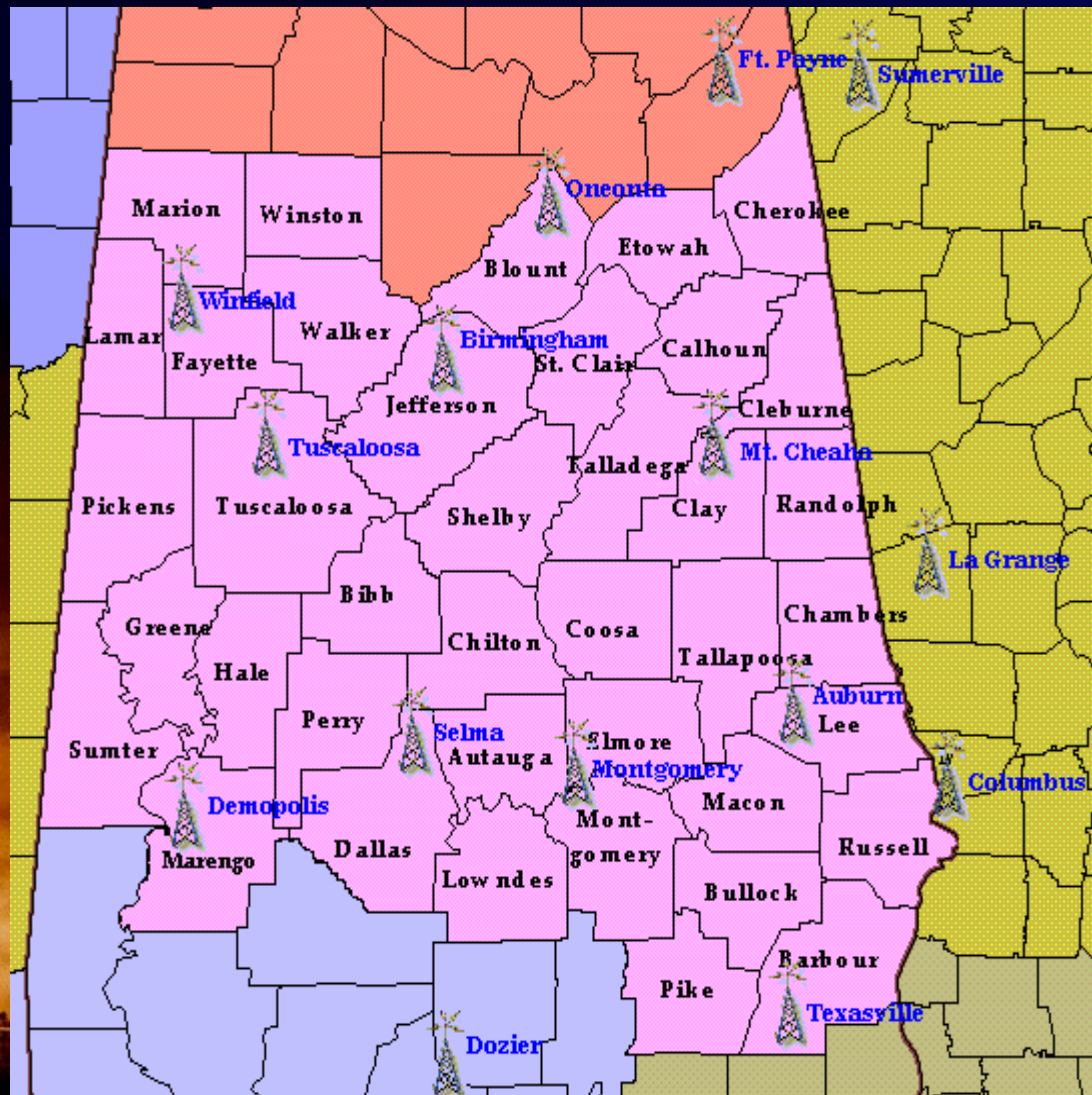 Ft. Payne
Sumerville
Oneonta
Marion
Winston
Cherokee
Etowah
Blount
Winfield
Lamar
Walker
Birmingham
Calhoun
Fayette
St. Clair
Jefferson
Cleburne
Tuscaloosa
Mt. Cheaha
Talladega
Pickens
Tuscaloosa
Shelby
Clay
Randolph
La Grange
Bibb
Greene
Chilton
Coosa
Chambers
Hale
Tallapoosa
Auburn
Perry
Selma
Lee
Sumter
Autauga
Elmore
Montgomery
Columbus
Demopolis
Macon
Mont-
gomery
Marengo
Dallas
Russell
Lowndes
Bullock
Barbour
Pike
Texasville
Dozier